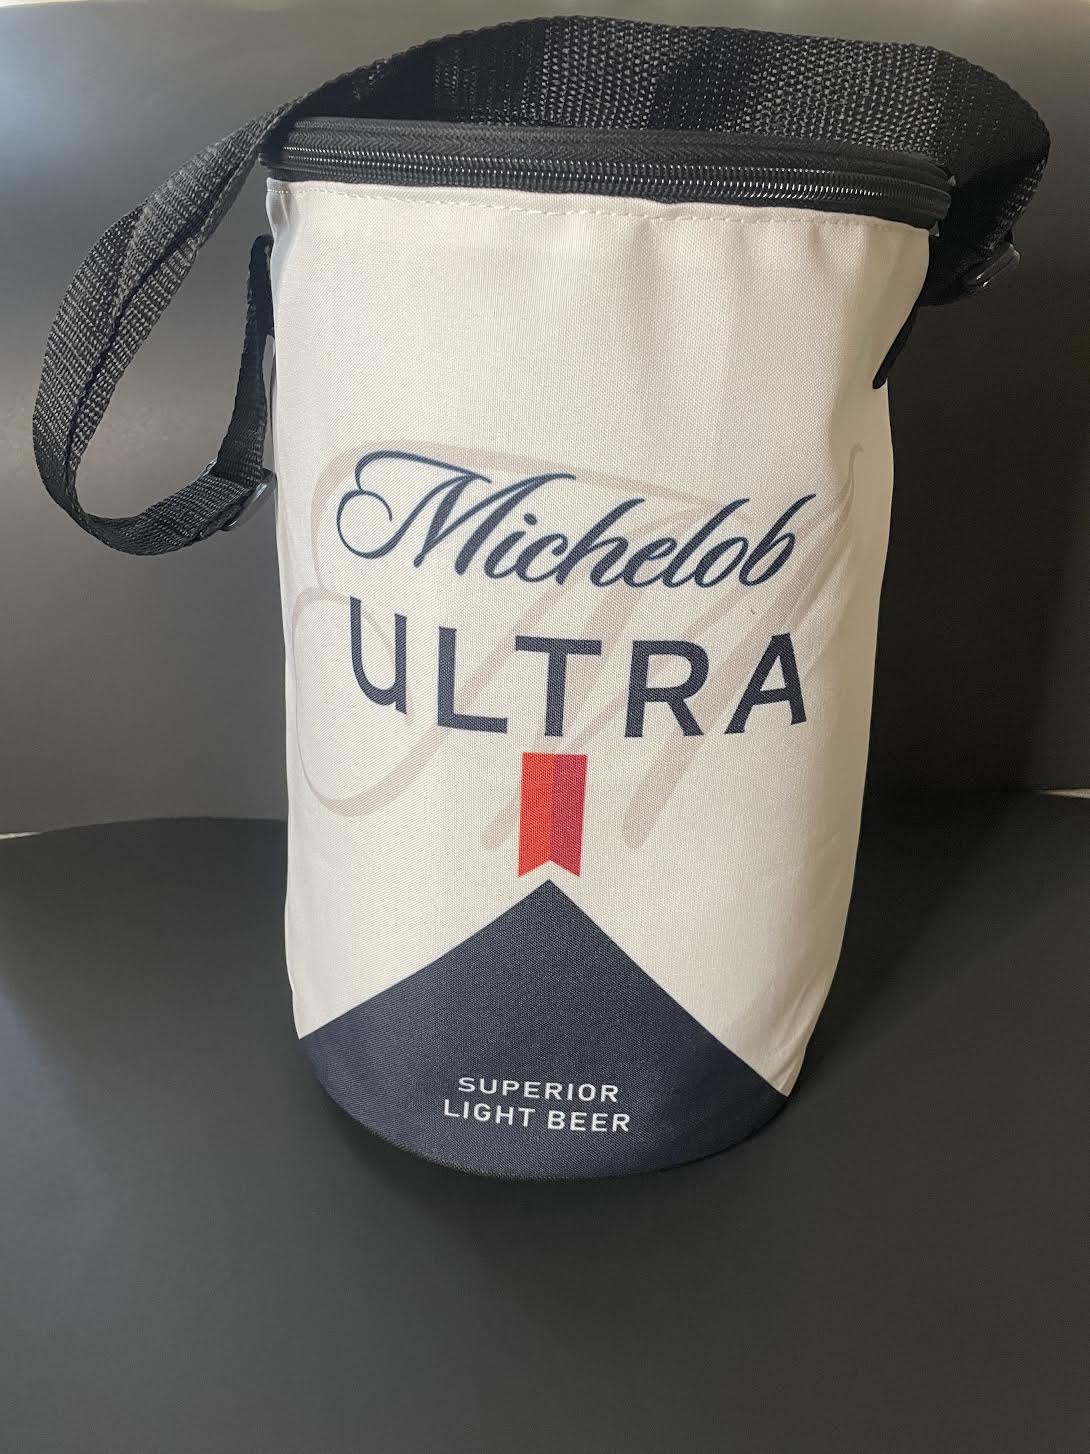 Michelob
ULTRA
SUPERIOR
LIGHT BEER